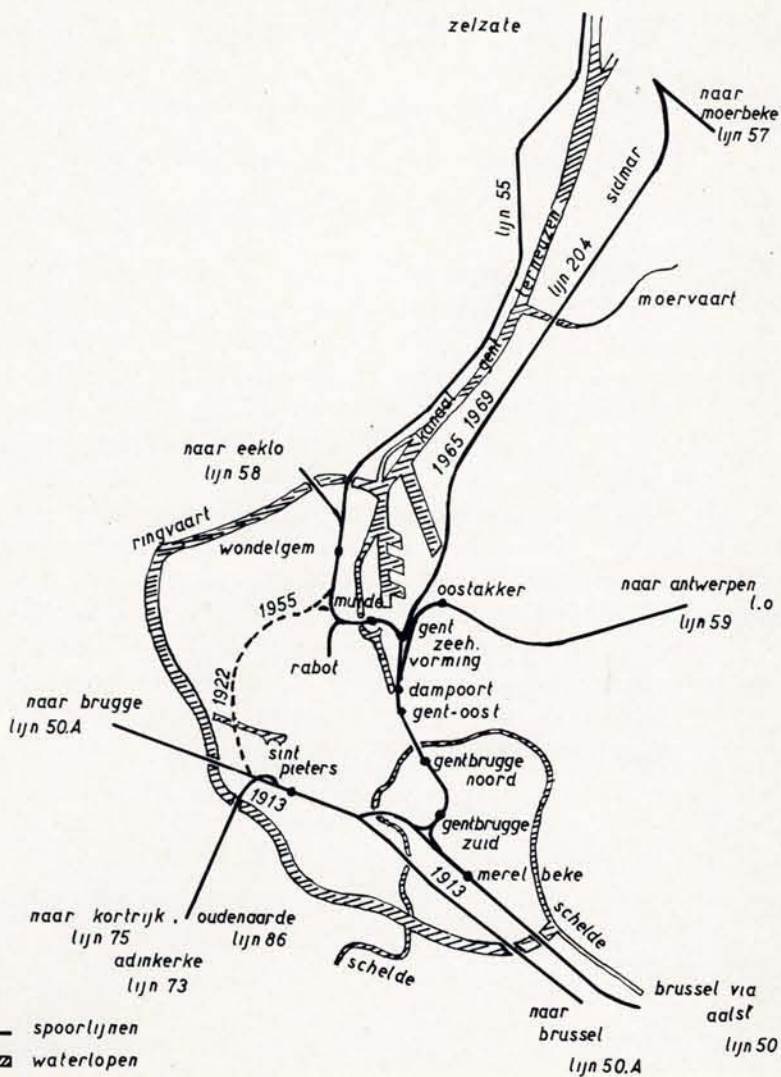 zelzate
naar
moerbeke
lijn 57
sidmar
lijn 55
lijn 204
moervaart
kanaal gent terneuzen
1965 1969
naar eeklo
lijn 58
ringvaart
wondelgem
oostakker
naar antwerpen
l.o
lijn 59
1955
muide
gent
zeeh.
vorming
rabot
1922
dampoort
gent-oost
naar brugge
lijn 50.A
sint
pieters
1913
gentbrugge
noord
gentbrugge
zuid
merelbeke
1913
schelde
naar kortrijk, oudenaarde
lijn 75 lijn 86
adinkerke
lijn 73
schelde
brussel via
aalst
lijn 50
naar
brussel
lijn 50.A
spoorlijnen
waterlopen